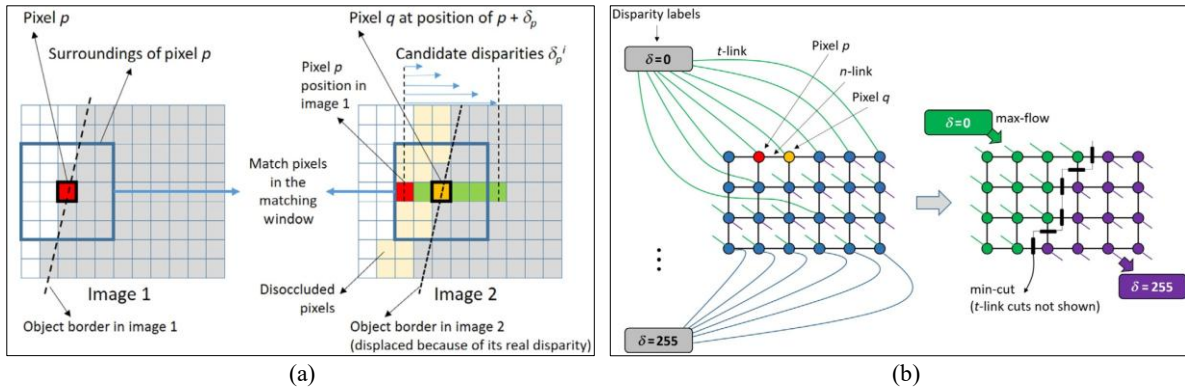 Pixel p
Surroundings of pixel p
Pixel q at position of p + δp
Candidate disparities δp^i
Pixel p
position in
image 1
Match pixels
in the
matching
window
Image 1
Object border in image 1
Disoccluded
pixels
Image 2
Object border in image 2
(displaced because of its real disparity)
(a)
Disparity labels
δ=0
t-link
Pixel p
n-link
Pixel q
δ=255
δ=0
max-flow
min-cut
(t-link cuts not shown)
δ=255
(b)